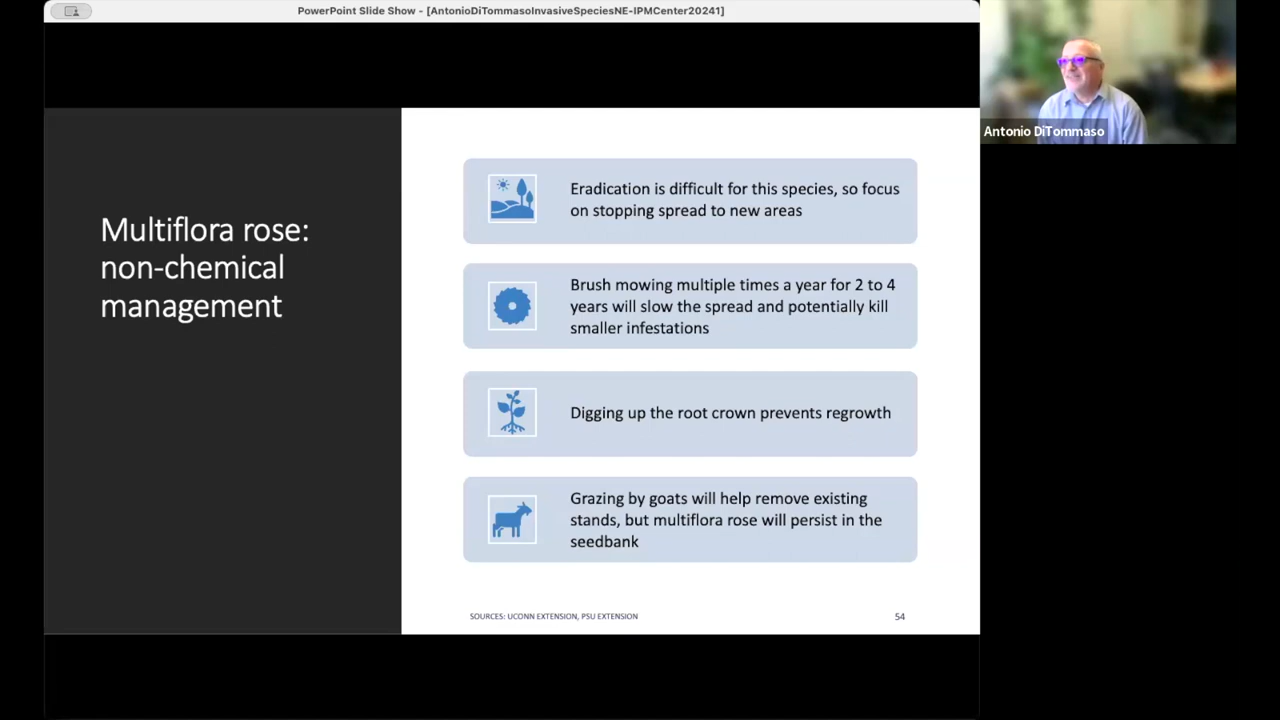 PowerPoint Slide Show - [AntonioDiTommasoInvasiveSpeciesNE-IPMCenter20241]
Antonio DiTommaso
Multiflora rose:
non-chemical
management
Eradication is difficult for this species, so focus
on stopping spread to new areas
Brush mowing multiple times a year for 2 to 4
years will slow the spread and potentially kill
smaller infestations
Digging up the root crown prevents regrowth
Grazing by goats will help remove existing
stands, but multiflora rose will persist in the
seedbank
SOURCES: UCONN EXTENSION, PSU EXTENSION
54